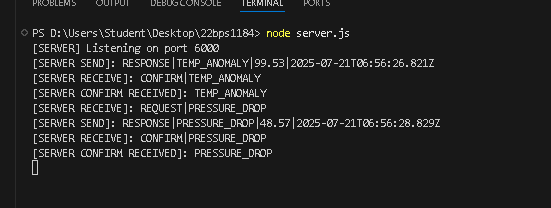 PROBLEMS OUTPUT DEBUG CONSOLE TERMINAL PORTS
PS D:\Users\Student\Desktop\22bps1184> node server.js
[SERVER] Listening on port 6000
[SERVER SEND]: RESPONSE|TEMP_ANOMALY|99.53|2025-07-21T06:56:26.821Z
[SERVER RECEIVE]: CONFIRM|TEMP_ANOMALY
[SERVER CONFIRM RECEIVED]: TEMP_ANOMALY
[SERVER RECEIVE]: REQUEST|PRESSURE_DROP
[SERVER SEND]: RESPONSE|PRESSURE_DROP|48.57|2025-07-21T06:56:28.829Z
[SERVER RECEIVE]: CONFIRM|PRESSURE_DROP
[SERVER CONFIRM RECEIVED]: PRESSURE_DROP